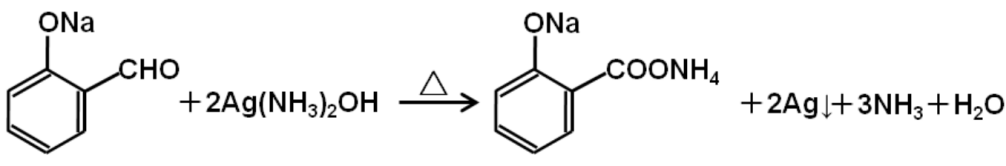 ONa ONa
CHO COONH₄
△
+2Ag(NH₃)₂OH → +2Ag↓+3NH₃+H₂O